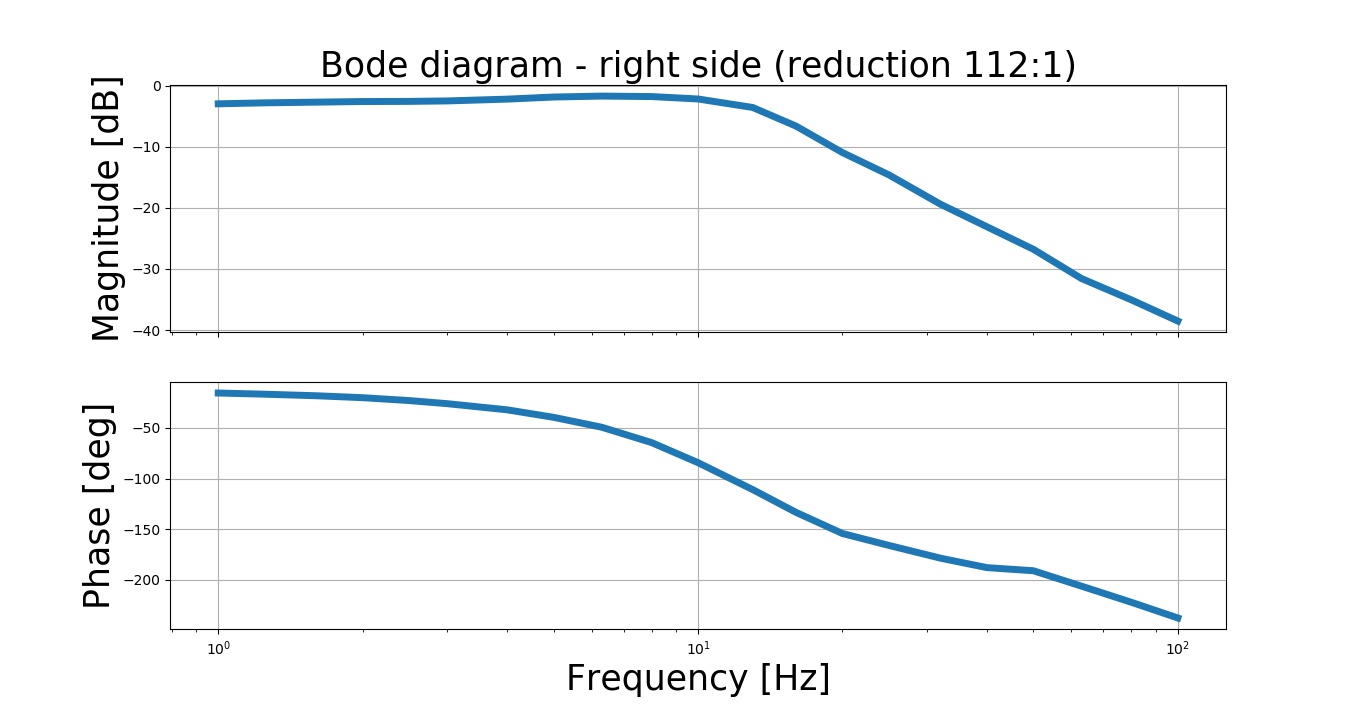 Bode diagram - right side (reduction 112:1)
Magnitude [dB]
0
−10
−20
−30
−40
Phase [deg]
−50
−100
−150
−200
10⁰ 10¹ 10²
Frequency [Hz]